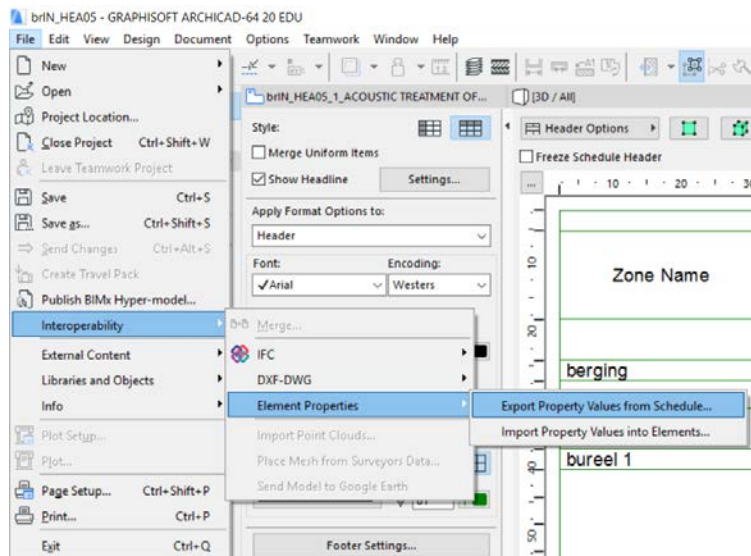 brIN_HEA05 - GRAPHISOFT ARCHICAD-64 20 EDU
File Edit View Design Document Options Teamwork Window Help
New
Open
Project Location...
Close Project Ctrl+Shift+W
Leave Teamwork Project
Save Ctrl+S
Save as... Ctrl+Shift+S
Send Changes Ctrl+Alt+S
Create Travel Pack
Publish BIMx Hyper-model...
Interoperability
External Content
Libraries and Objects
Info
Plot Setup...
Plot...
Page Setup... Ctrl+Shift+P
Print... Ctrl+P
Exit Ctrl+Q
Merge...
IFC
DXF-DWG
Element Properties
Import Point Clouds...
Place Mesh from Surveyors Data...
Send Model to Google Earth
Export Property Values from Schedule...
Import Property Values into Elements...
brIN_HEA05_1_ACOUSTIC TREATMENT OF...
Style:
Merge Uniform Items
Show Headline Settings...
Apply Format Options to:
Header
Font: Encoding:
Arial Western
Footer Settings...
[3D / All]
Header Options
Freeze Schedule Header
... 10 20 30
10
20
40
50
Zone Name
berging
bureel 1